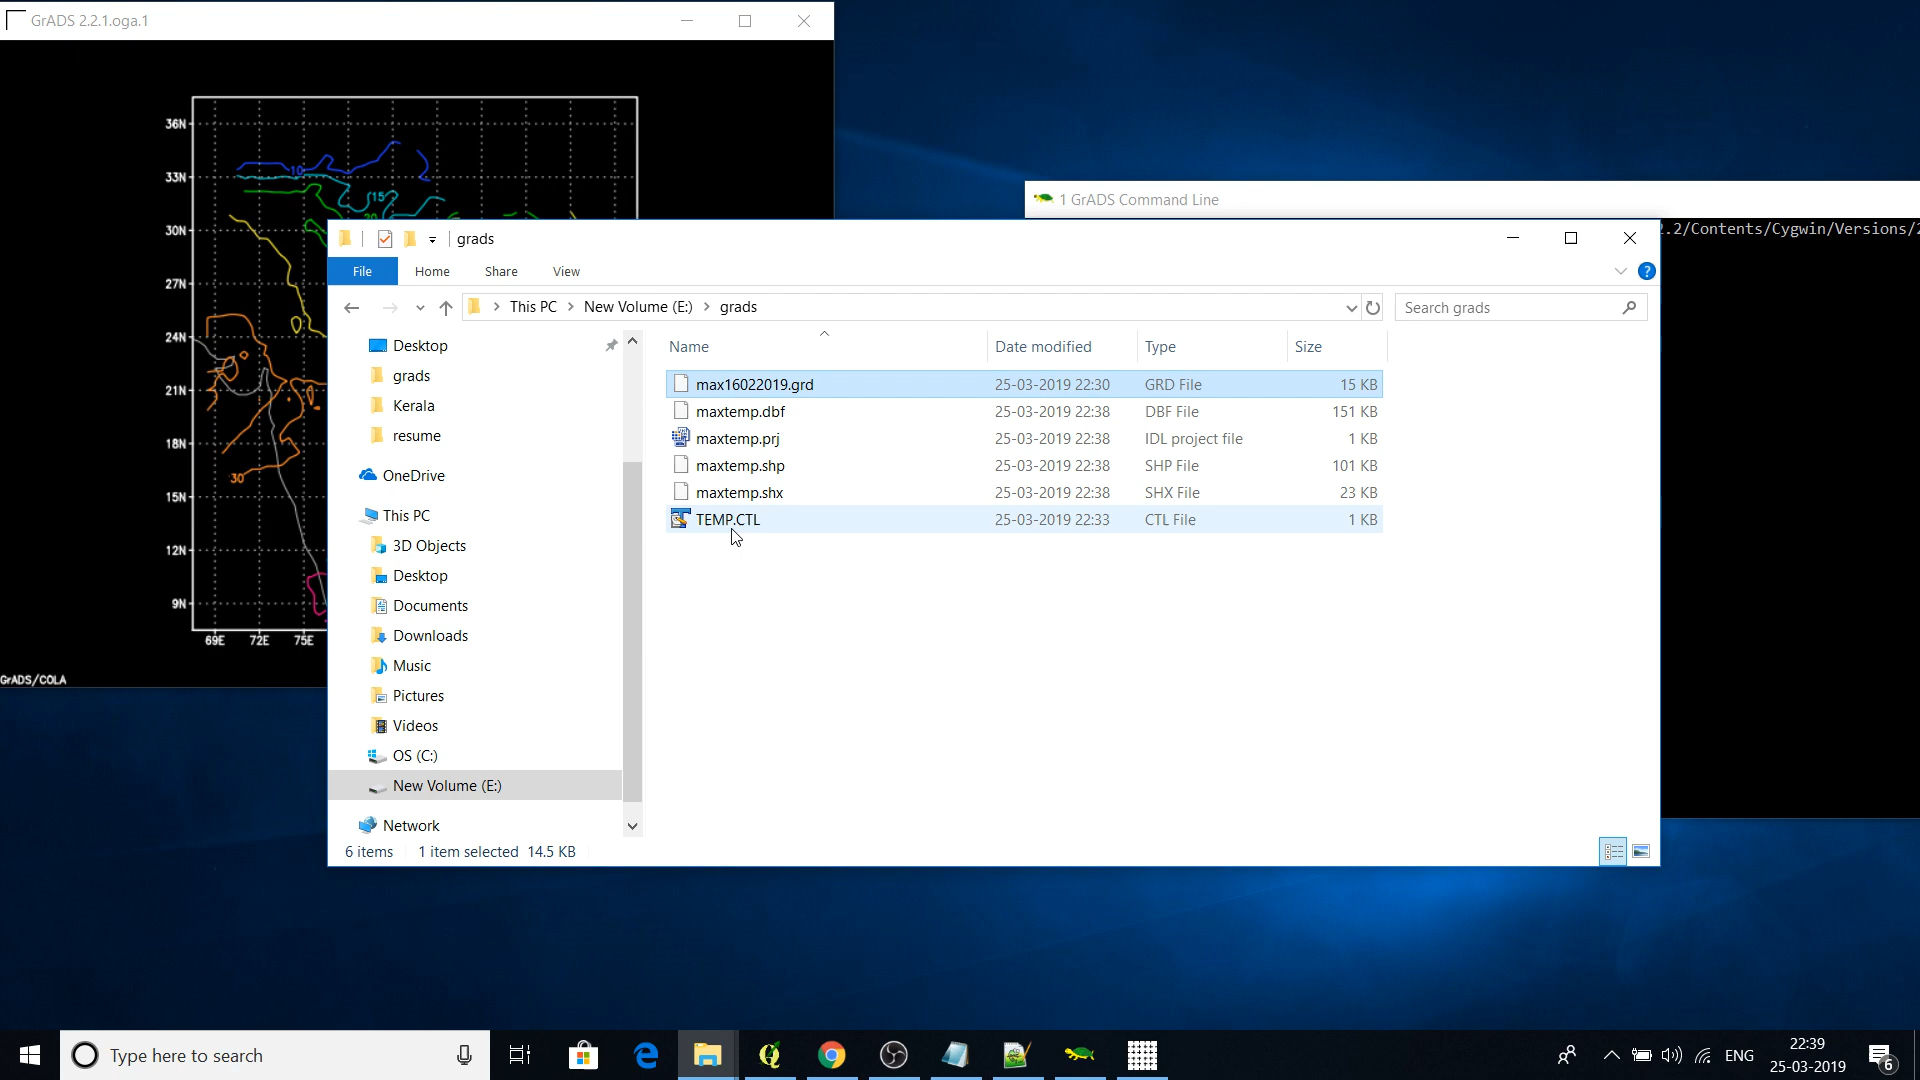 GrADS 2.2.1.oga.1
36N
33N
30N
27N
24N
21N
18N
15N
12N
9N
69E 72E 75E
10
15
20
30
GrADS/COLA
1 GrADS Command Line
.2/Contents/Cygwin/Versions/2
grads
File Home Share View
This PC > New Volume (E:) > grads
Search grads
Name Date modified Type Size
max16022019.grd 25-03-2019 22:30 GRD File 15 KB
maxtemp.dbf 25-03-2019 22:38 DBF File 151 KB
maxtemp.prj 25-03-2019 22:38 IDL project file 1 KB
maxtemp.shp 25-03-2019 22:38 SHP File 101 KB
maxtemp.shx 25-03-2019 22:38 SHX File 23 KB
TEMP.CTL 25-03-2019 22:33 CTL File 1 KB
Desktop
grads
Kerala
resume
OneDrive
This PC
3D Objects
Desktop
Documents
Downloads
Music
Pictures
Videos
OS (C:)
New Volume (E:)
Network
6 items 1 item selected 14.5 KB
Type here to search
ENG
22:39
25-03-2019
6